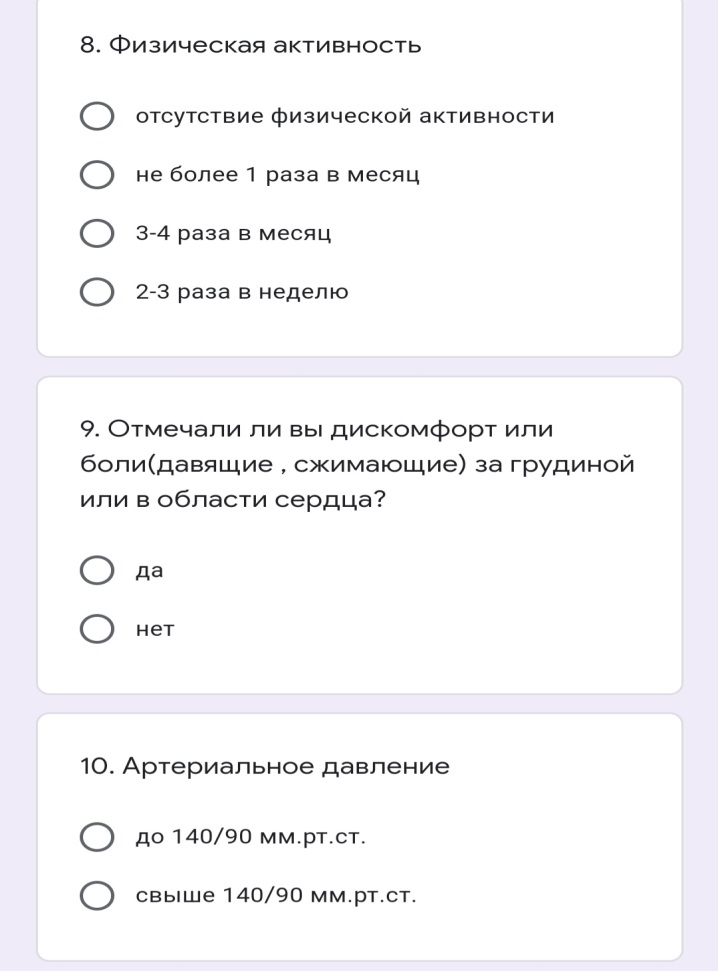 8. Физическая активность
отсутствие физической активности
не более 1 раза в месяц
3-4 раза в месяц
2-3 раза в неделю
9. Отмечали ли вы дискомфорт или
боли(давящие , сжимающие) за грудиной
или в области сердца?
да
нет
10. Артериальное давление
до 140/90 мм.рт.ст.
свыше 140/90 мм.рт.ст.